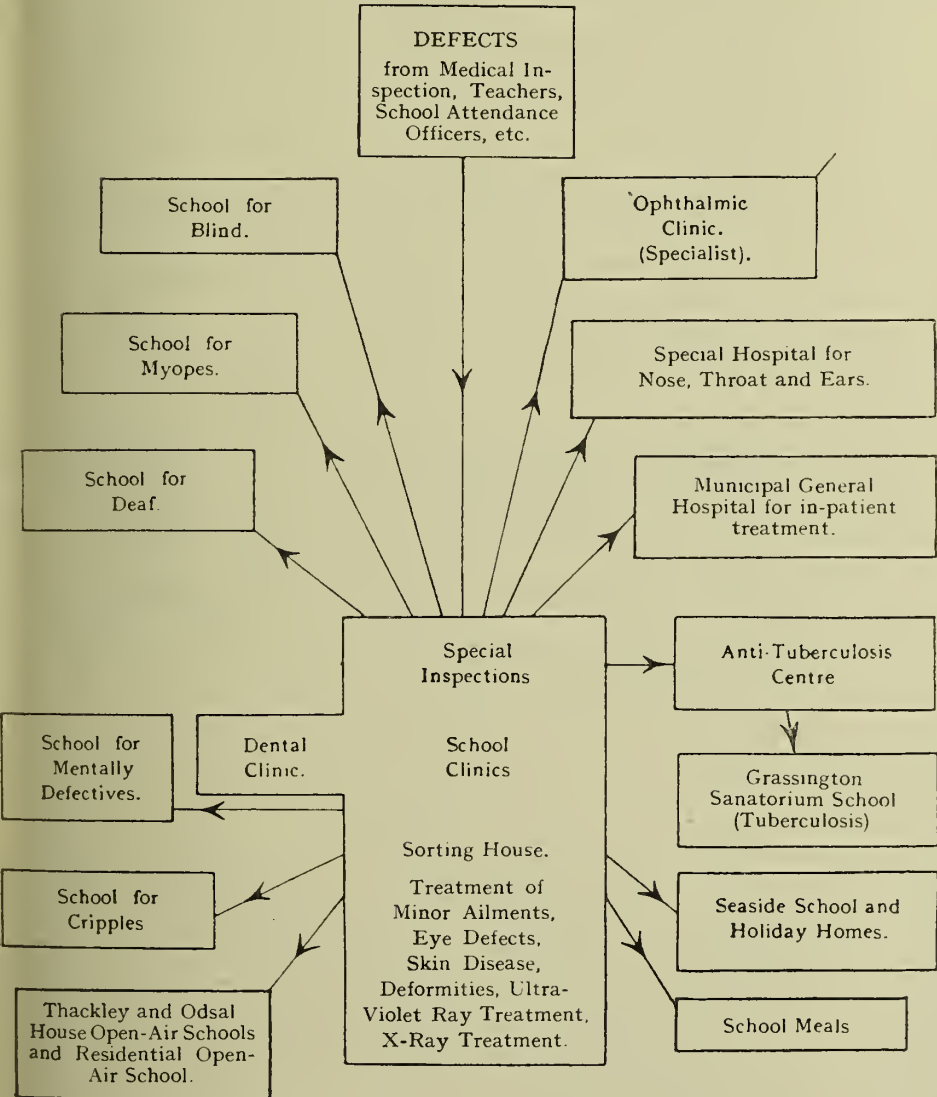 DEFECTS
from Medical In-
spection, Teachers,
School Attendance
Officers, etc.
School for
Blind.
Ophthalmic
Clinic.
(Specialist).
School for
Myopes.
Special Hospital for
Nose, Throat and Ears.
School for
Deaf.
Municipal General
Hospital for in-patient
treatment.
Special
Inspections
Anti-Tuberculosis
Centre
School for
Mentally
Defectives.
Dental
Clinic.
School
Clinics
Grassington
Sanatorium School
(Tuberculosis)
Sorting House.
Treatment of
Minor Ailments,
Eye Defects,
Skin Disease,
Deformities, Ultra-
Violet Ray Treatment,
X-Ray Treatment.
School for
Cripples
Seaside School and
Holiday Homes.
Thackley and Odsal
House Open-Air Schools
and Residential Open-
Air School.
School Meals